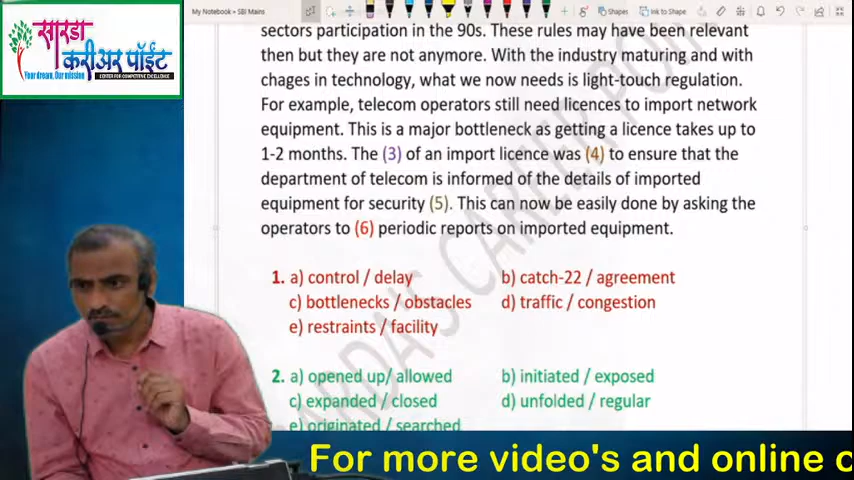 सारडा
करीअर पॉईंट
Your dream, Our mission
CENTER FOR COMPETITIVE EXCELLENCE
My Notebook » SBI Mains
Shapes
Ink to Shape
sectors participation in the 90s. These rules may have been relevant
then but they are not anymore. With the industry maturing and with
chages in technology, what we now needs is light-touch regulation.
For example, telecom operators still need licences to import network
equipment. This is a major bottleneck as getting a licence takes up to
1-2 months. The (3) of an import licence was (4) to ensure that the
department of telecom is informed of the details of imported
equipment for security (5). This can now be easily done by asking the
operators to (6) periodic reports on imported equipment.
1. a) control / delay b) catch-22 / agreement
c) bottlenecks / obstacles d) traffic / congestion
e) restraints / facility
2. a) opened up/ allowed b) initiated / exposed
c) expanded / closed d) unfolded / regular
e) originated / searched
For more video's and online c